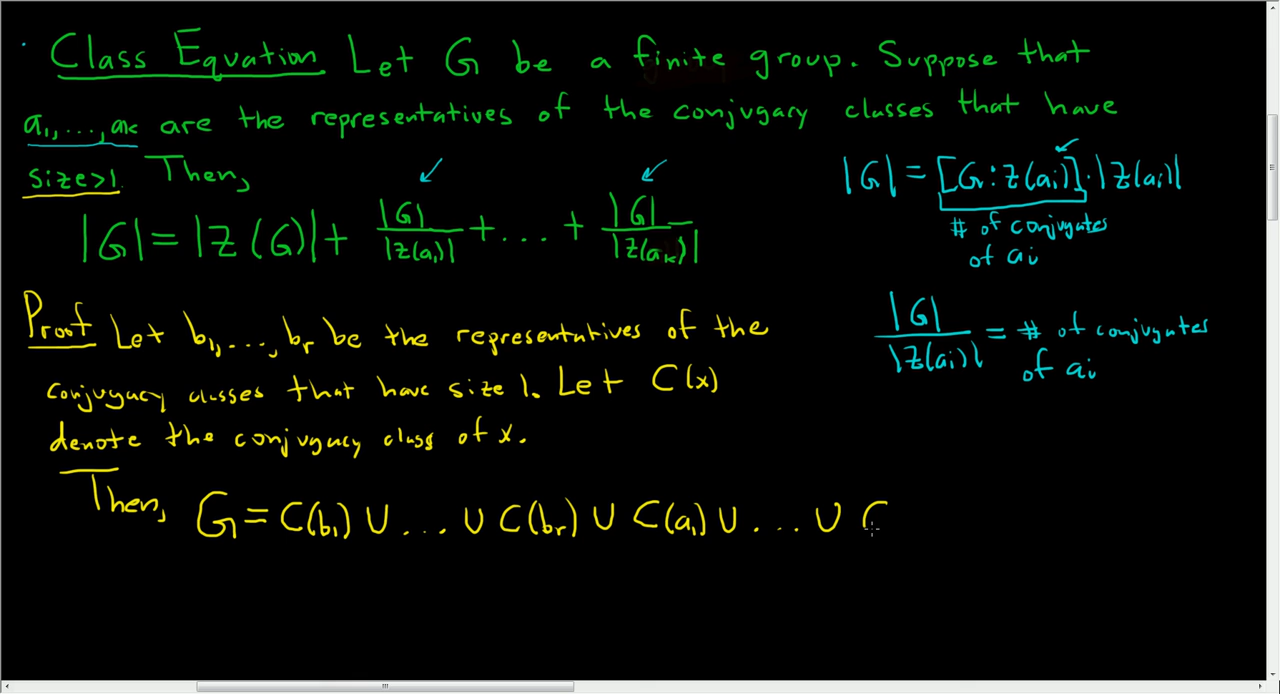 Class Equation Let G be a finite group. Suppose that
a₁,...,aₖ are the representatives of the conjugacy classes that have
size>1. Then,
|G| = |Z(G)| + |G|/|Z(a₁)| + ... + |G|/|Z(aₖ)|
|G| = [G:Z(aᵢ)]·|Z(aᵢ)|
# of conjugates
of aᵢ
|G|/|Z(aᵢ)| = # of conjugates
of aᵢ
Proof Let b₁,...,bᵣ be the representatives of the
conjugacy classes that have size 1. Let C(x)
denote the conjugacy class of x.
Then, G = C(b₁) ∪ ... ∪ C(bᵣ) ∪ C(a₁) ∪ ... ∪ C